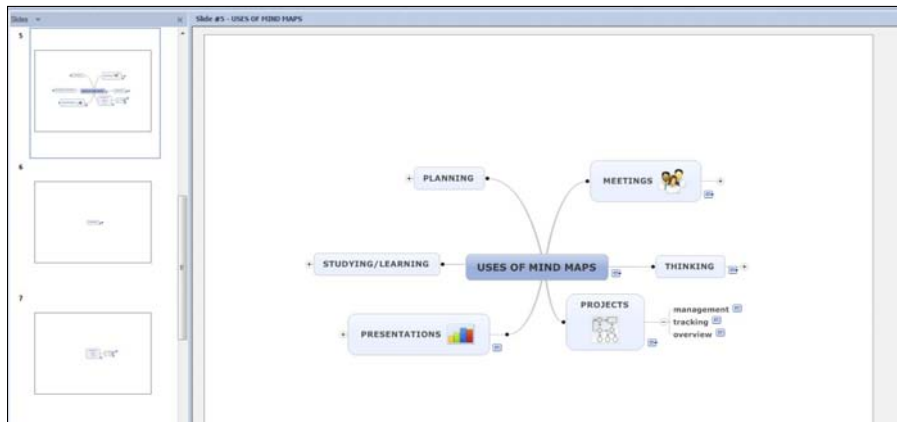 Slides
Slide #5 - USES OF MIND MAPS
5
6
7
PLANNING
MEETINGS
STUDYING/LEARNING
USES OF MIND MAPS
THINKING
PROJECTS
management
tracking
overview
PRESENTATIONS